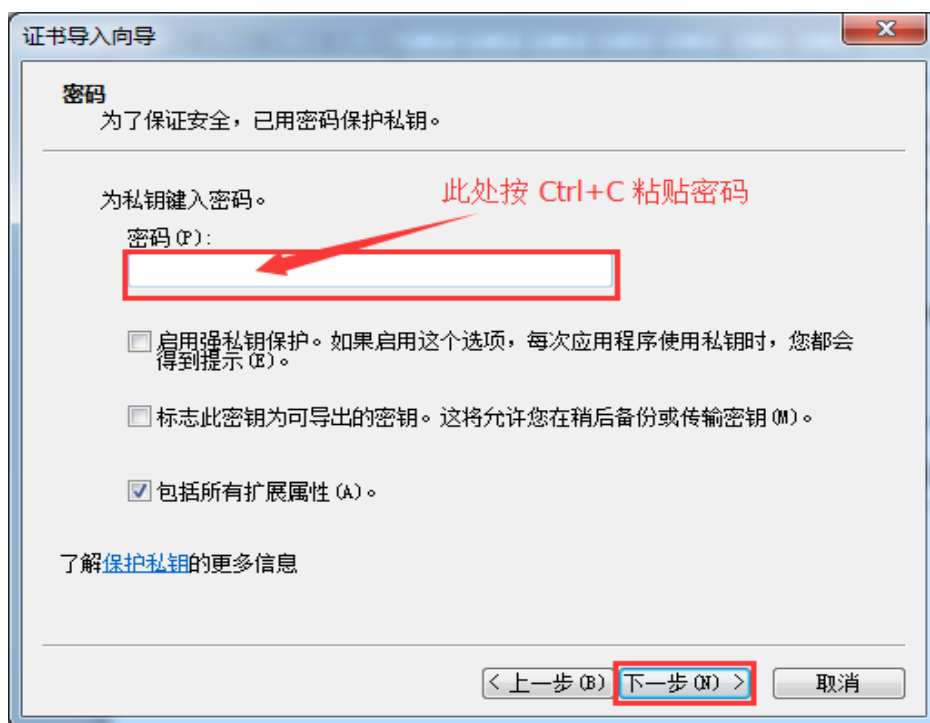 证书导入向导
密码
为了保证安全，已用密码保护私钥。
此处按 Ctrl+C 粘贴密码
为私钥键入密码。
密码(P):
启用强私钥保护。如果启用这个选项，每次应用程序使用私钥时，您都会
得到提示(E)。
标志此密钥为可导出的密钥。这将允许您在稍后备份或传输密钥(M)。
包括所有扩展属性(A)。
了解保护私钥的更多信息
< 上一步(B) 下一步(N) > 取消